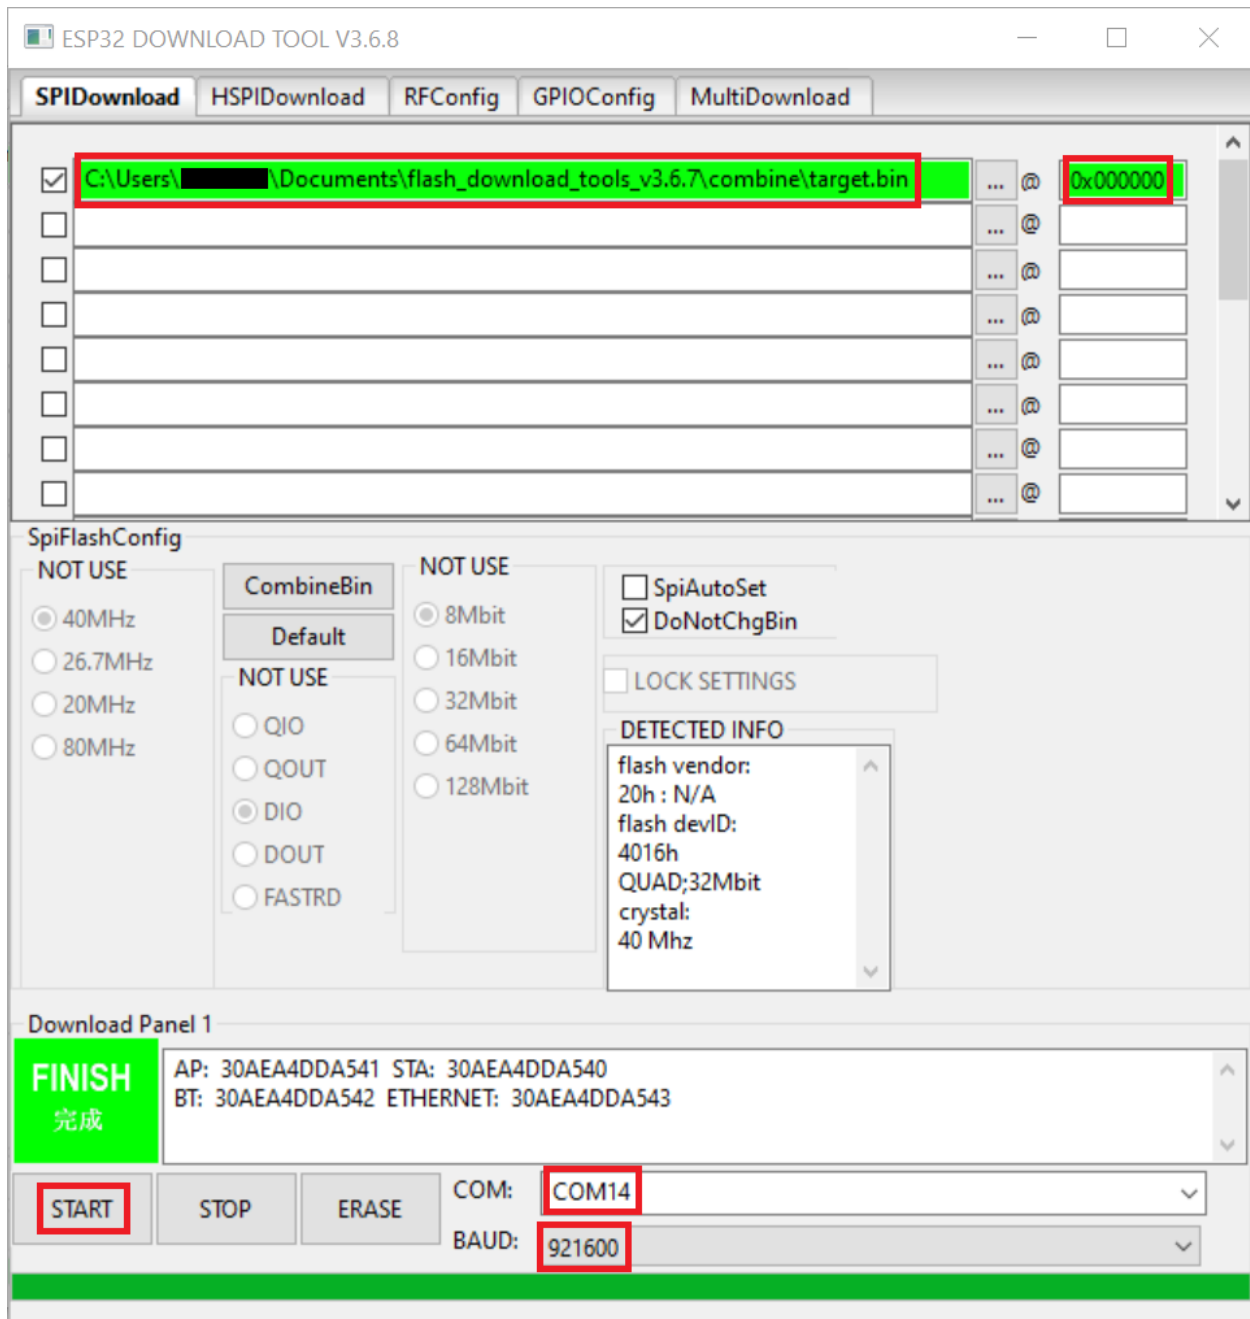 ESP32 DOWNLOAD TOOL V3.6.8
SPIDownload HSPIDownload RFConfig GPIOConfig MultiDownload
C:\Users\ \Documents\flash_download_tools_v3.6.7\combine\target.bin ... @ 0x000000
... @
... @
... @
... @
... @
... @
... @
SpiFlashConfig
NOT USE
40MHz
26.7MHz
20MHz
80MHz
CombineBin
Default
NOT USE
QIO
QOUT
DIO
DOUT
FASTRD
NOT USE
8Mbit
16Mbit
32Mbit
64Mbit
128Mbit
SpiAutoSet
DoNotChgBin
LOCK SETTINGS
DETECTED INFO
flash vendor:
20h : N/A
flash devID:
4016h
QUAD;32Mbit
crystal:
40 Mhz
Download Panel 1
FINISH
完成
AP: 30AEA4DDA541 STA: 30AEA4DDA540
BT: 30AEA4DDA542 ETHERNET: 30AEA4DDA543
START STOP ERASE
COM: COM14
BAUD: 921600